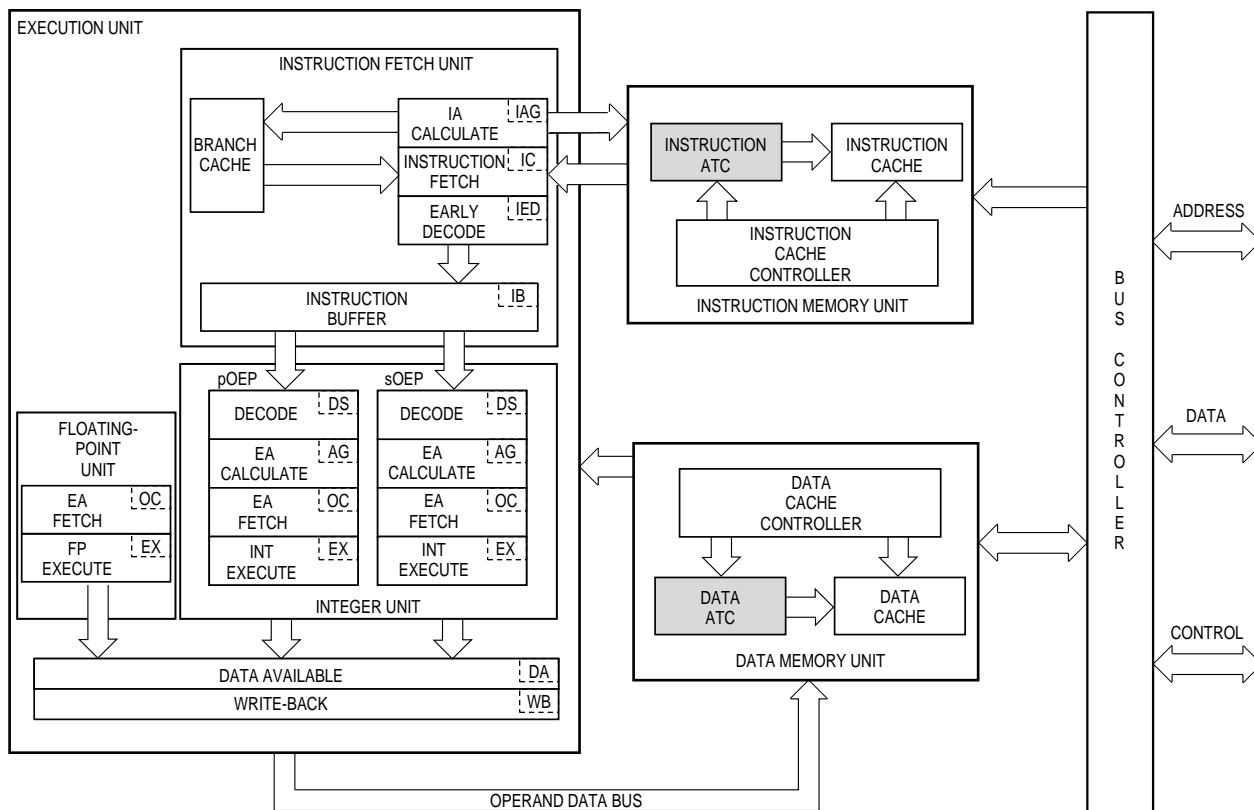 EXECUTION UNIT
INSTRUCTION FETCH UNIT
BRANCH
CACHE
IA
CALCULATE
IAG
INSTRUCTION
FETCH
IC
EARLY
DECODE
IED
INSTRUCTION
BUFFER
IB
pOEP
sOEP
DECODE
DS
EA
CALCULATE
AG
EA
FETCH
OC
INT
EXECUTE
EX
DECODE
DS
EA
CALCULATE
AG
EA
FETCH
OC
INT
EXECUTE
EX
INTEGER UNIT
FLOATING-
POINT
UNIT
EA
FETCH
OC
FP
EXECUTE
EX
DATA AVAILABLE
DA
WRITE-BACK
WB
OPERAND DATA BUS
INSTRUCTION
ATC
INSTRUCTION
CACHE
INSTRUCTION
CACHE
CONTROLLER
INSTRUCTION MEMORY UNIT
DATA
CACHE
CONTROLLER
DATA
ATC
DATA
CACHE
DATA MEMORY UNIT
BUS CONTROLLER
ADDRESS
DATA
CONTROL